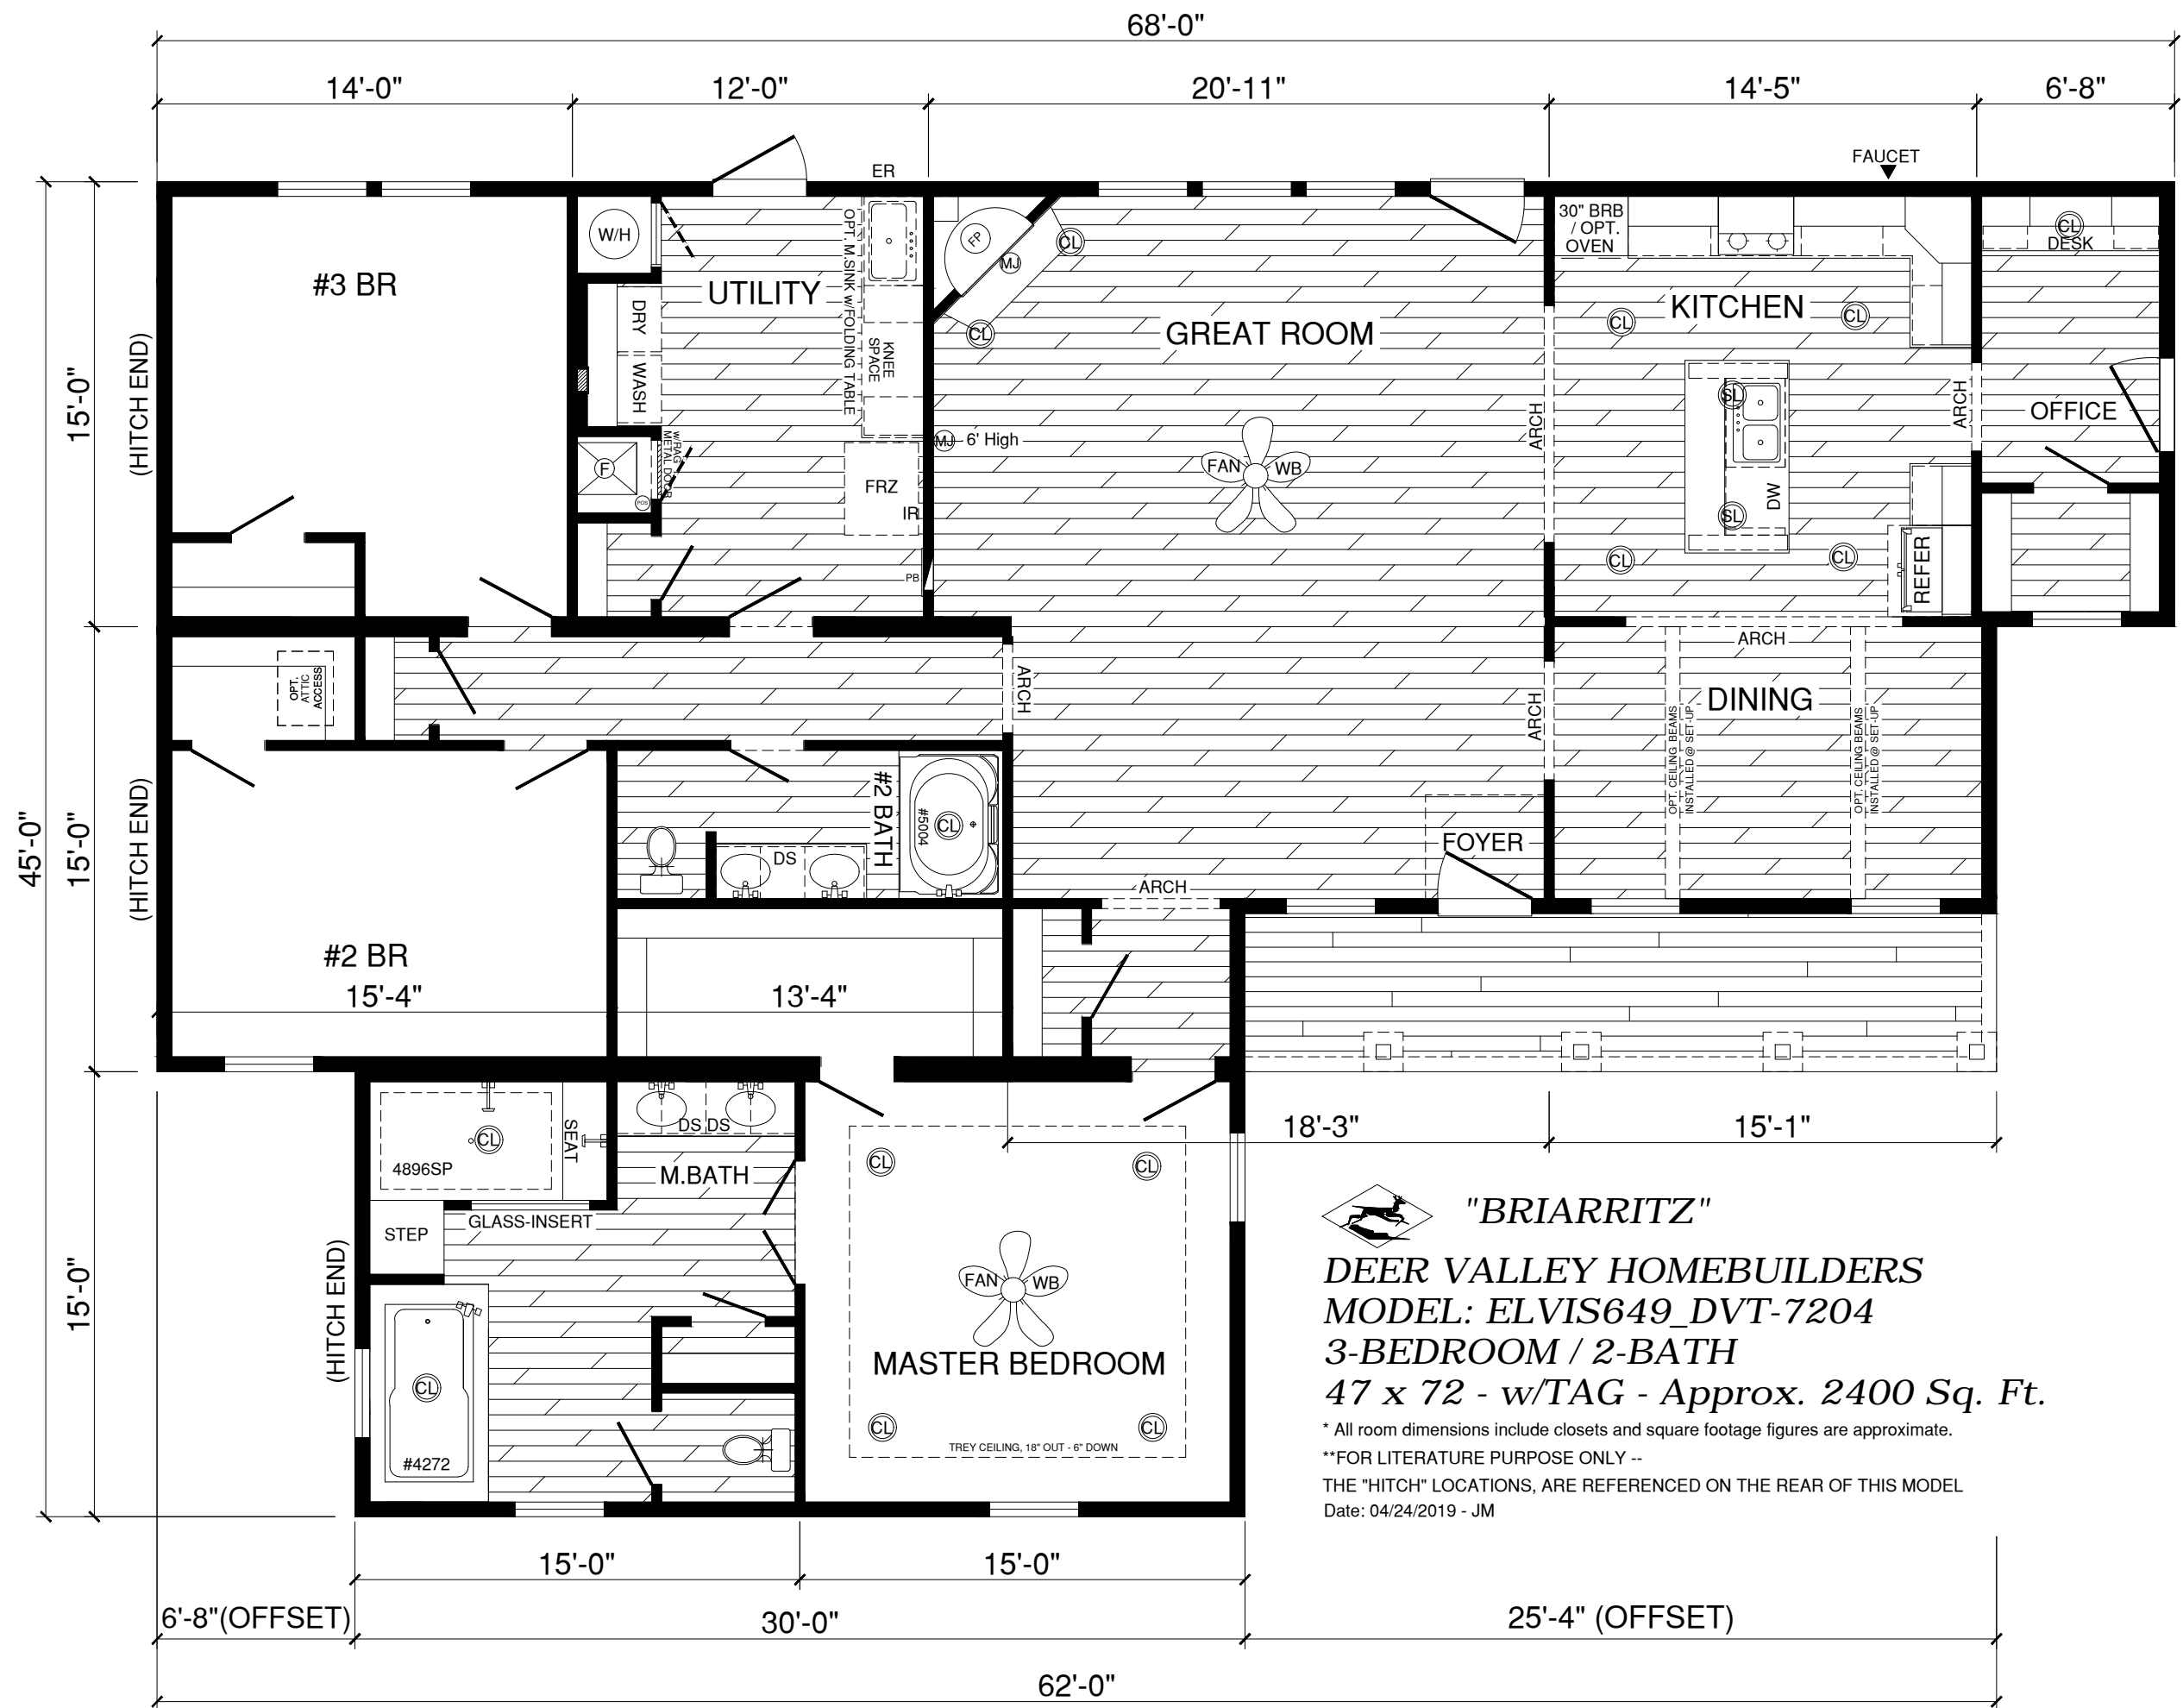 68'-0"
14'-0"
12'-0"
20'-11"
14'-5"
6'-8"
ER
FAUCET
#3 BR
W/H
UTILITY
OPT. M.SINK w/FOLDING TABLE
DRY
WASH
KNEE
SPACE
w/RAG
METAL DOOR
F
POS
FRZ
IR
PB
FP
MJ
CL
CL
GREAT ROOM
MJ
6' High
FAN
WB
ARCH
30" BRB
/ OPT.
OVEN
KITCHEN
CL
CL
SL
SL
DW
CL
CL
REFER
ARCH
CL
DESK
OFFICE
(HITCH END)
15'-0"
45'-0"
15'-0"
(HITCH END)
OPT.
ATTIC
ACCESS
ARCH
ARCH
ARCH
DINING
OPT. CEILING BEAMS
INSTALLED @ SET-UP
OPT. CEILING BEAMS
INSTALLED @ SET-UP
#2 BATH
#5004
CL
DS
FOYER
ARCH
#2 BR
15'-4"
13'-4"
18'-3"
15'-1"
15'-0"
(HITCH END)
CL
SEAT
4896SP
STEP
GLASS-INSERT
DS DS
M.BATH
CL
#4272
CL
CL
FAN
WB
MASTER BEDROOM
CL
CL
TREY CEILING, 18" OUT - 6" DOWN
"BRIARRITZ"
DEER VALLEY HOMEBUILDERS
MODEL: ELVIS649_DVT-7204
3-BEDROOM / 2-BATH
47 x 72 - w/TAG - Approx. 2400 Sq. Ft.
* All room dimensions include closets and square footage figures are approximate.
**FOR LITERATURE PURPOSE ONLY --
THE "HITCH" LOCATIONS, ARE REFERENCED ON THE REAR OF THIS MODEL
Date: 04/24/2019 - JM
15'-0"
15'-0"
6'-8"(OFFSET)
30'-0"
25'-4" (OFFSET)
62'-0"